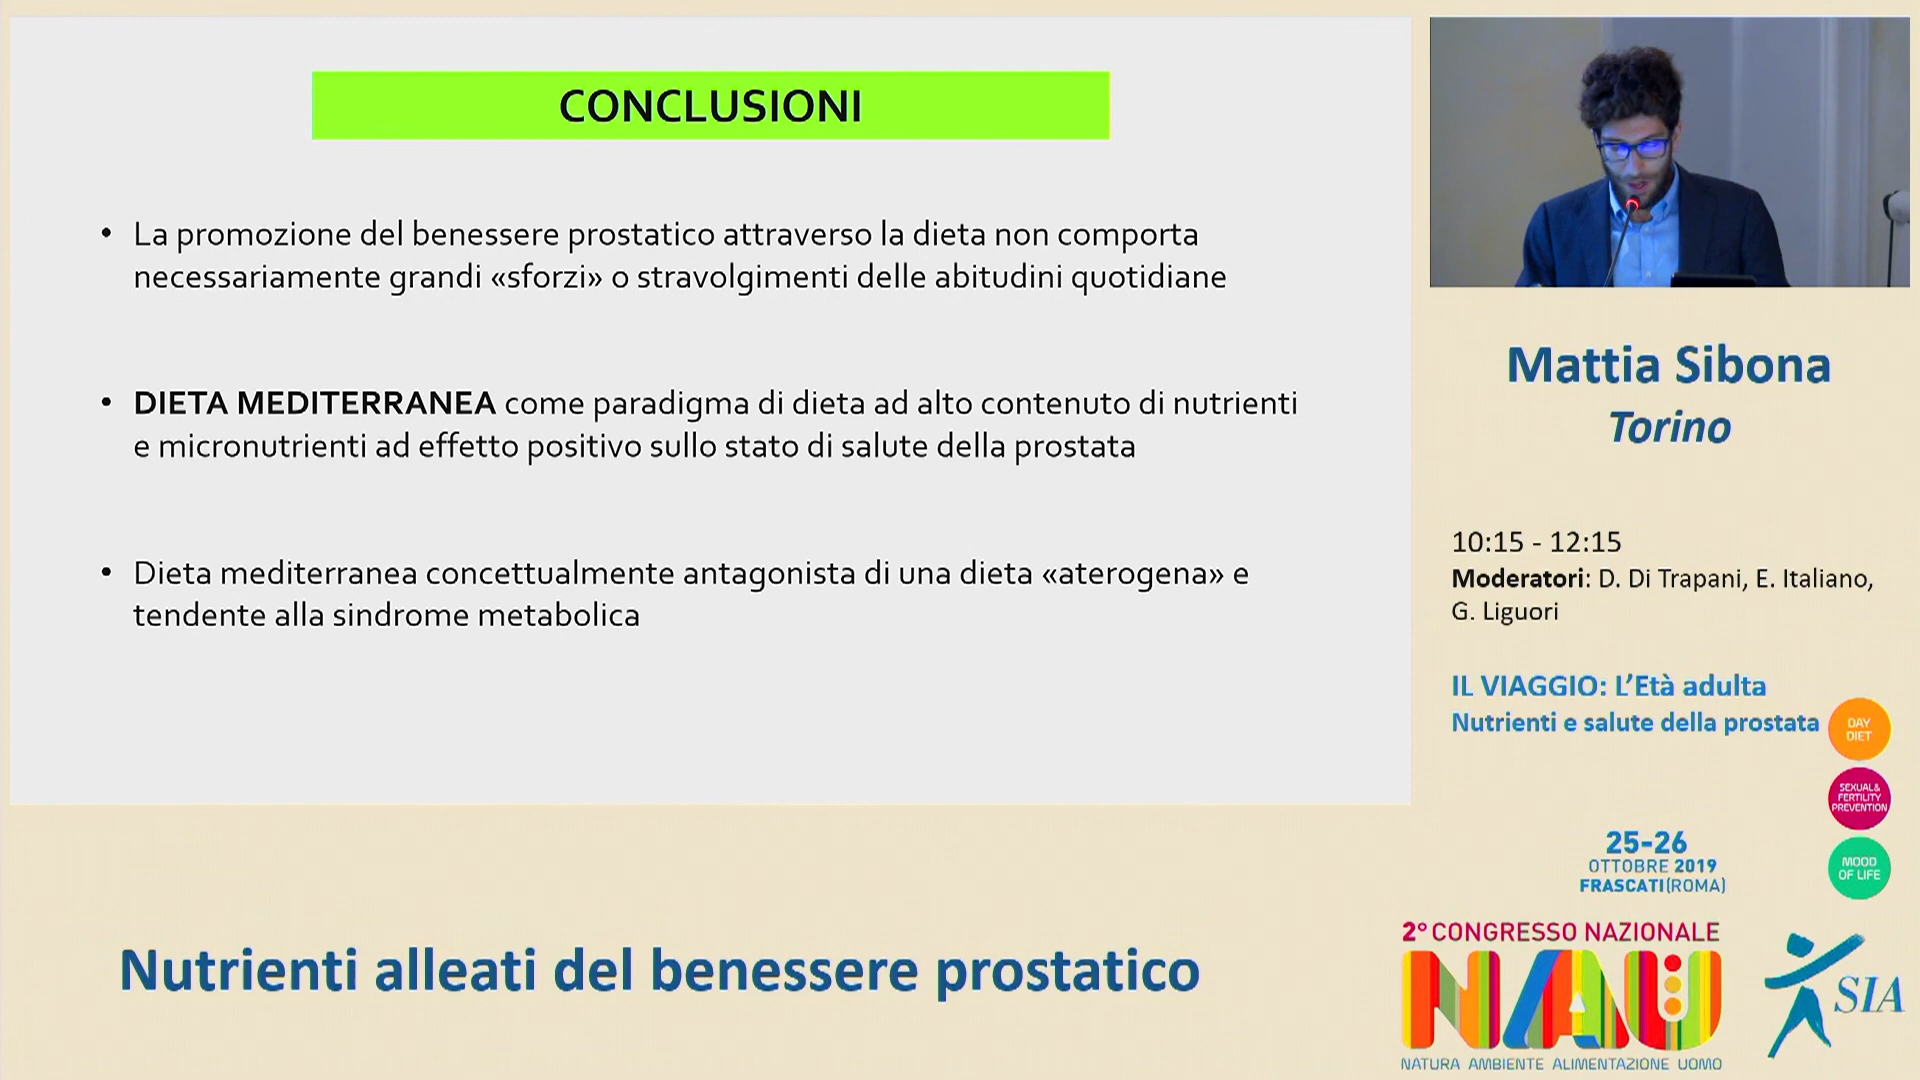 CONCLUSIONI
• La promozione del benessere prostatico attraverso la dieta non comporta
necessariamente grandi «sforzi» o stravolgimenti delle abitudini quotidiane
• DIETA MEDITERRANEA come paradigma di dieta ad alto contenuto di nutrienti
e micronutrienti ad effetto positivo sullo stato di salute della prostata
• Dieta mediterranea concettualmente antagonista di una dieta «aterogena» e
tendente alla sindrome metabolica
Mattia Sibona
Torino
10:15 - 12:15
Moderatori: D. Di Trapani, E. Italiano,
G. Liguori
IL VIAGGIO: L'Età adulta
Nutrienti e salute della prostata
DAY
DIET
SEXUAL&
FERTILITY
PREVENTION
MOOD
OF LIFE
25-26
OTTOBRE 2019
FRASCATI(ROMA)
Nutrienti alleati del benessere prostatico
2° CONGRESSO NAZIONALE
NAU
NATURA AMBIENTE ALIMENTAZIONE UOMO
SIA